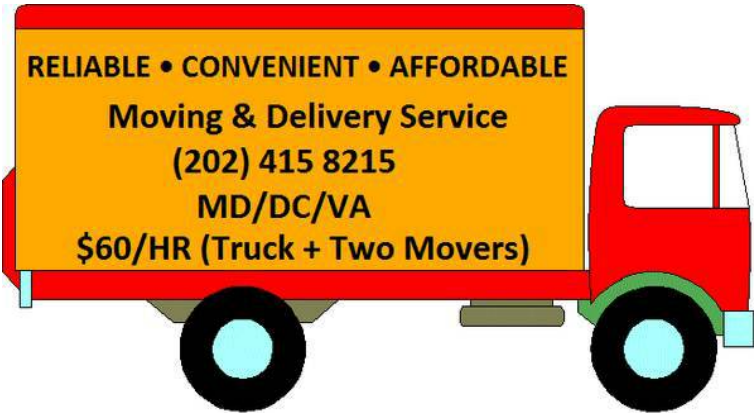 RELIABLE • CONVENIENT • AFFORDABLE
Moving & Delivery Service
(202) 415 8215
MD/DC/VA
$60/HR (Truck + Two Movers)